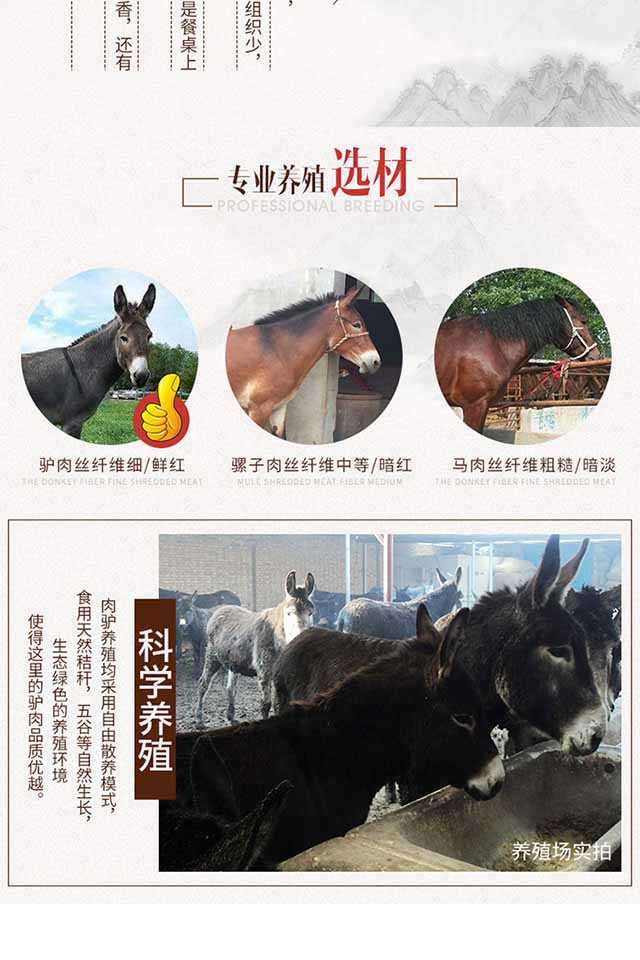 组织少，
是餐桌上
香，还有
专业养殖选材
PROFESSIONAL BREEDING
驴肉丝纤维细/鲜红
THE DONKEY FIBER FINE SHREDDED MEAT
骡子肉丝纤维中等/暗红
MULE SHREDDED MEAT FIBER MEDIUM
马肉丝纤维粗糙/暗淡
THE DONKEY FIBER FINE SHREDDED MEAT
科学养殖
肉驴养殖均采用自由散养模式，
食用天然秸秆，五谷等自然生长，
生态绿色的养殖环境
使得这里的驴肉品质优越。
养殖场实拍